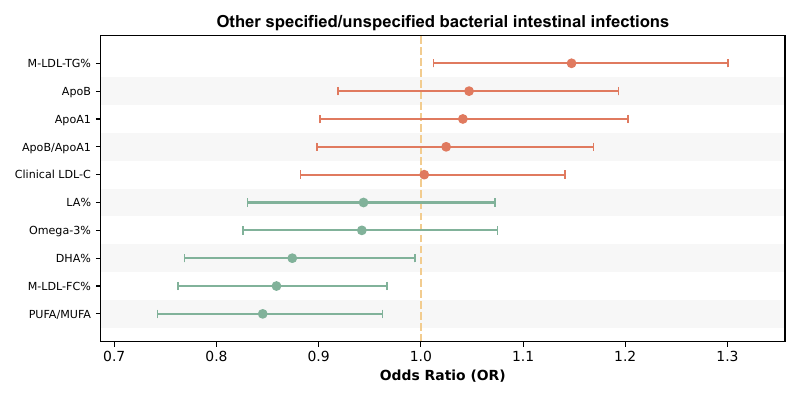 Other specified/unspecified bacterial intestinal infections
M-LDL-TG%
ApoB
ApoA1
ApoB/ApoA1
Clinical LDL-C
LA%
Omega-3%
DHA%
M-LDL-FC%
PUFA/MUFA
0.7 0.8 0.9 1.0 1.1 1.2 1.3
Odds Ratio (OR)